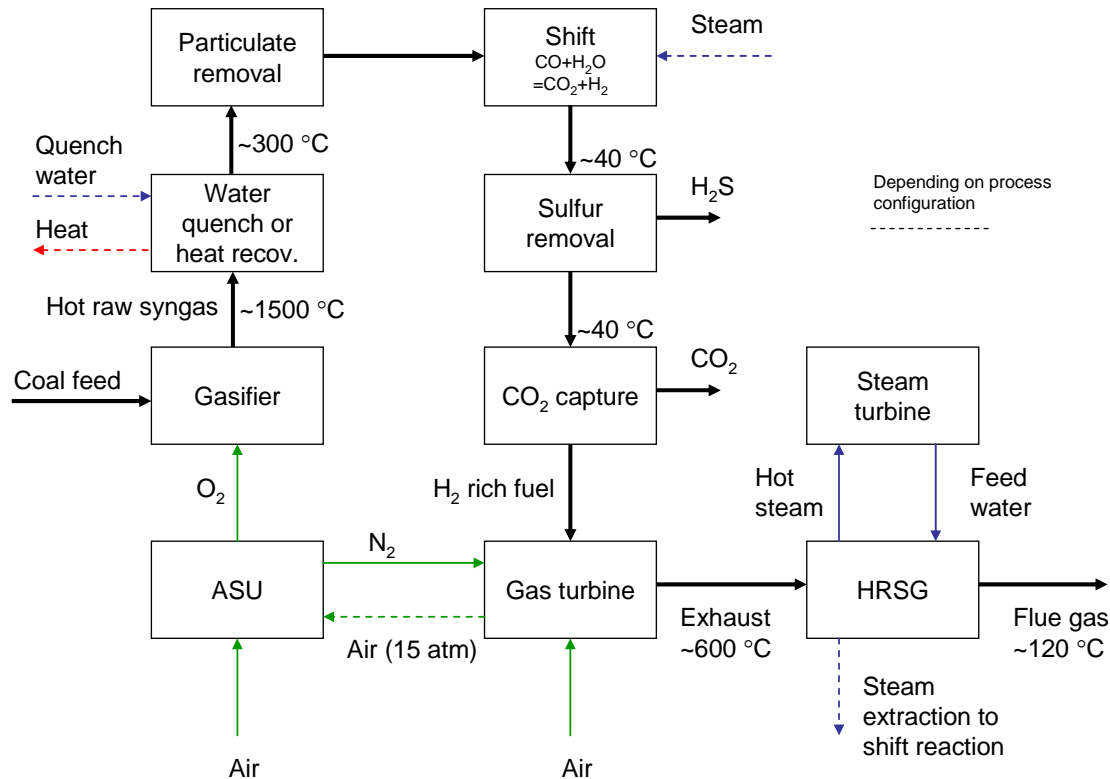 Particulate
removal
Shift
CO+H₂O
=CO₂+H₂
Steam
~300 °C
~40 °C
Quench
water
Heat
Water
quench or
heat recov.
Sulfur
removal
H₂S
Depending on process
configuration
Hot raw syngas
~1500 °C
~40 °C
Coal feed
Gasifier
CO₂ capture
CO₂
Steam
turbine
O₂
H₂ rich fuel
Hot
steam
Feed
water
ASU
N₂
Air (15 atm)
Gas turbine
Exhaust
~600 °C
HRSG
Flue gas
~120 °C
Steam
extraction to
shift reaction
Air
Air